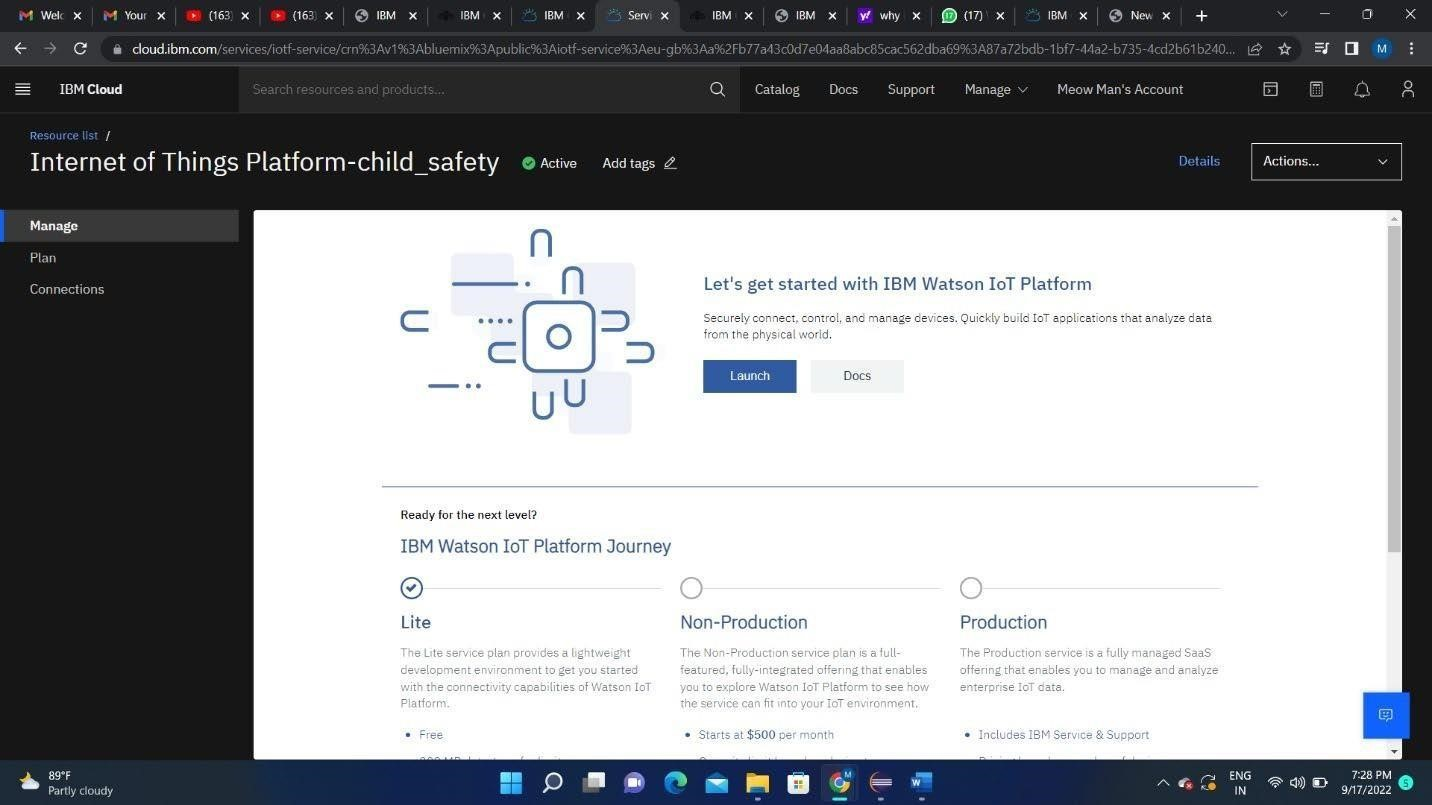 Welc
Your
(163)
(163)
IBM
IBM
IBM
Servi
IBM
IBM
why
(17)
IBM
New
cloud.ibm.com/services/iotf-service/crn%3Av1%3Abluemix%3Apublic%3Aiotf-service%3Aeu-gb%3Aa%2Fb77a43c0d7e04aa8abc85cac562dba69%3A87a72bdb-1bf7-44a2-b735-4cd2b61b240...
M
IBM Cloud
Search resources and products...
Catalog
Docs
Support
Manage
Meow Man's Account
Resource list /
Internet of Things Platform-child_safety
Active
Add tags
Details
Actions...
Manage
Plan
Connections
Let's get started with IBM Watson IoT Platform
Securely connect, control, and manage devices. Quickly build IoT applications that analyze data
from the physical world.
Launch
Docs
Ready for the next level?
IBM Watson IoT Platform Journey
Lite
The Lite service plan provides a lightweight
development environment to get you started
with the connectivity capabilities of Watson IoT
Platform.
• Free
Non-Production
The Non-Production service plan is a full-
featured, fully-integrated offering that enables
you to explore Watson IoT Platform to see how
the service can fit into your IoT environment.
• Starts at $500 per month
Production
The Production service is a fully managed SaaS
offering that enables you to manage and analyze
enterprise IoT data.
• Includes IBM Service & Support
89°F
Partly cloudy
ENG
IN
7:28 PM
9/17/2022
5